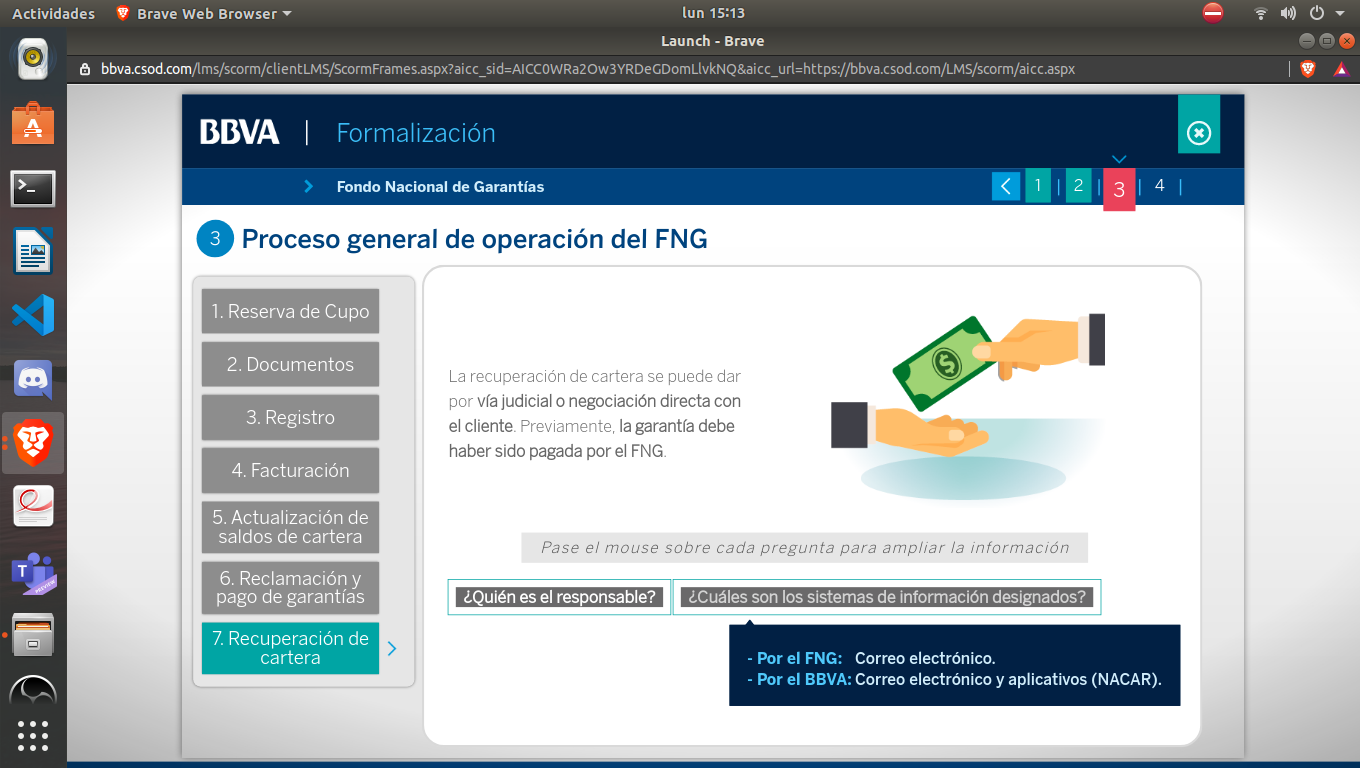 Actividades
Brave Web Browser
lun 15:13
Launch - Brave
bbva.csod.com/lms/scorm/clientLMS/ScormFrames.aspx?aicc_sid=AICC0WRa2Ow3YRDeGDomLlvkNQ&aicc_url=https://bbva.csod.com/LMS/scorm/aicc.aspx
BBVA | Formalización
Fondo Nacional de Garantías
1 | 2 | 3 | 4 |
3 Proceso general de operación del FNG
1. Reserva de Cupo
2. Documentos
3. Registro
4. Facturación
5. Actualización de
saldos de cartera
6. Reclamación y
pago de garantías
7. Recuperación de
cartera
La recuperación de cartera se puede dar
por vía judicial o negociación directa con
el cliente. Previamente, la garantía debe
haber sido pagada por el FNG.
$
Pase el mouse sobre cada pregunta para ampliar la información
¿Quién es el responsable?
¿Cuáles son los sistemas de información designados?
- Por el FNG: Correo electrónico.
- Por el BBVA: Correo electrónico y aplicativos (NACAR).
T
PREVIEW